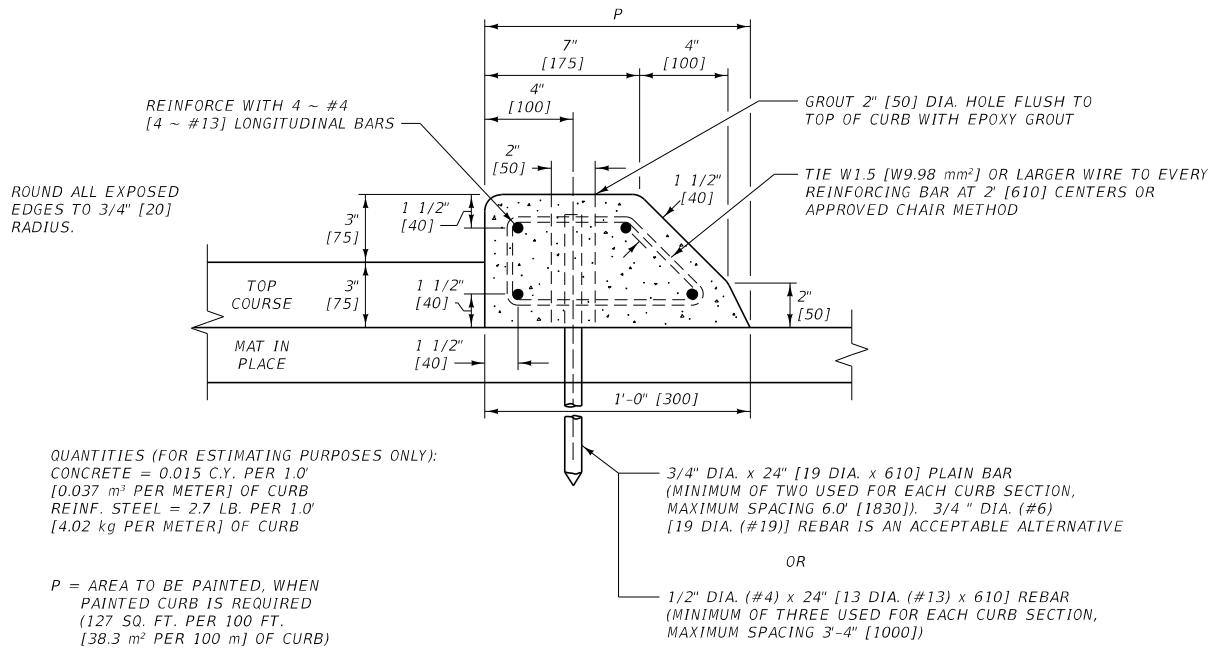 P
7"
[175]
4"
[100]
4"
[100]
2"
[50]
REINFORCE WITH 4 ~ #4
[4 ~ #13] LONGITUDINAL BARS
GROUT 2" [50] DIA. HOLE FLUSH TO
TOP OF CURB WITH EPOXY GROUT
1 1/2"
[40]
TIE W1.5 [W9.98 mm²] OR LARGER WIRE TO EVERY
REINFORCING BAR AT 2' [610] CENTERS OR
APPROVED CHAIR METHOD
ROUND ALL EXPOSED
EDGES TO 3/4" [20]
RADIUS.
3"
[75]
1 1/2"
[40]
TOP
COURSE
3"
[75]
1 1/2"
[40]
2"
[50]
MAT IN
PLACE
1 1/2"
[40]
1'-0" [300]
QUANTITIES (FOR ESTIMATING PURPOSES ONLY):
CONCRETE = 0.015 C.Y. PER 1.0'
[0.037 m³ PER METER] OF CURB
REINF. STEEL = 2.7 LB. PER 1.0'
[4.02 kg PER METER] OF CURB
3/4" DIA. x 24" [19 DIA. x 610] PLAIN BAR
(MINIMUM OF TWO USED FOR EACH CURB SECTION,
MAXIMUM SPACING 6.0' [1830]). 3/4 " DIA. (#6)
[19 DIA. (#19)] REBAR IS AN ACCEPTABLE ALTERNATIVE
OR
1/2" DIA. (#4) x 24" [13 DIA. (#13) x 610] REBAR
(MINIMUM OF THREE USED FOR EACH CURB SECTION,
MAXIMUM SPACING 3'-4" [1000])
P = AREA TO BE PAINTED, WHEN
PAINTED CURB IS REQUIRED
(127 SQ. FT. PER 100 FT.
[38.3 m² PER 100 m] OF CURB)